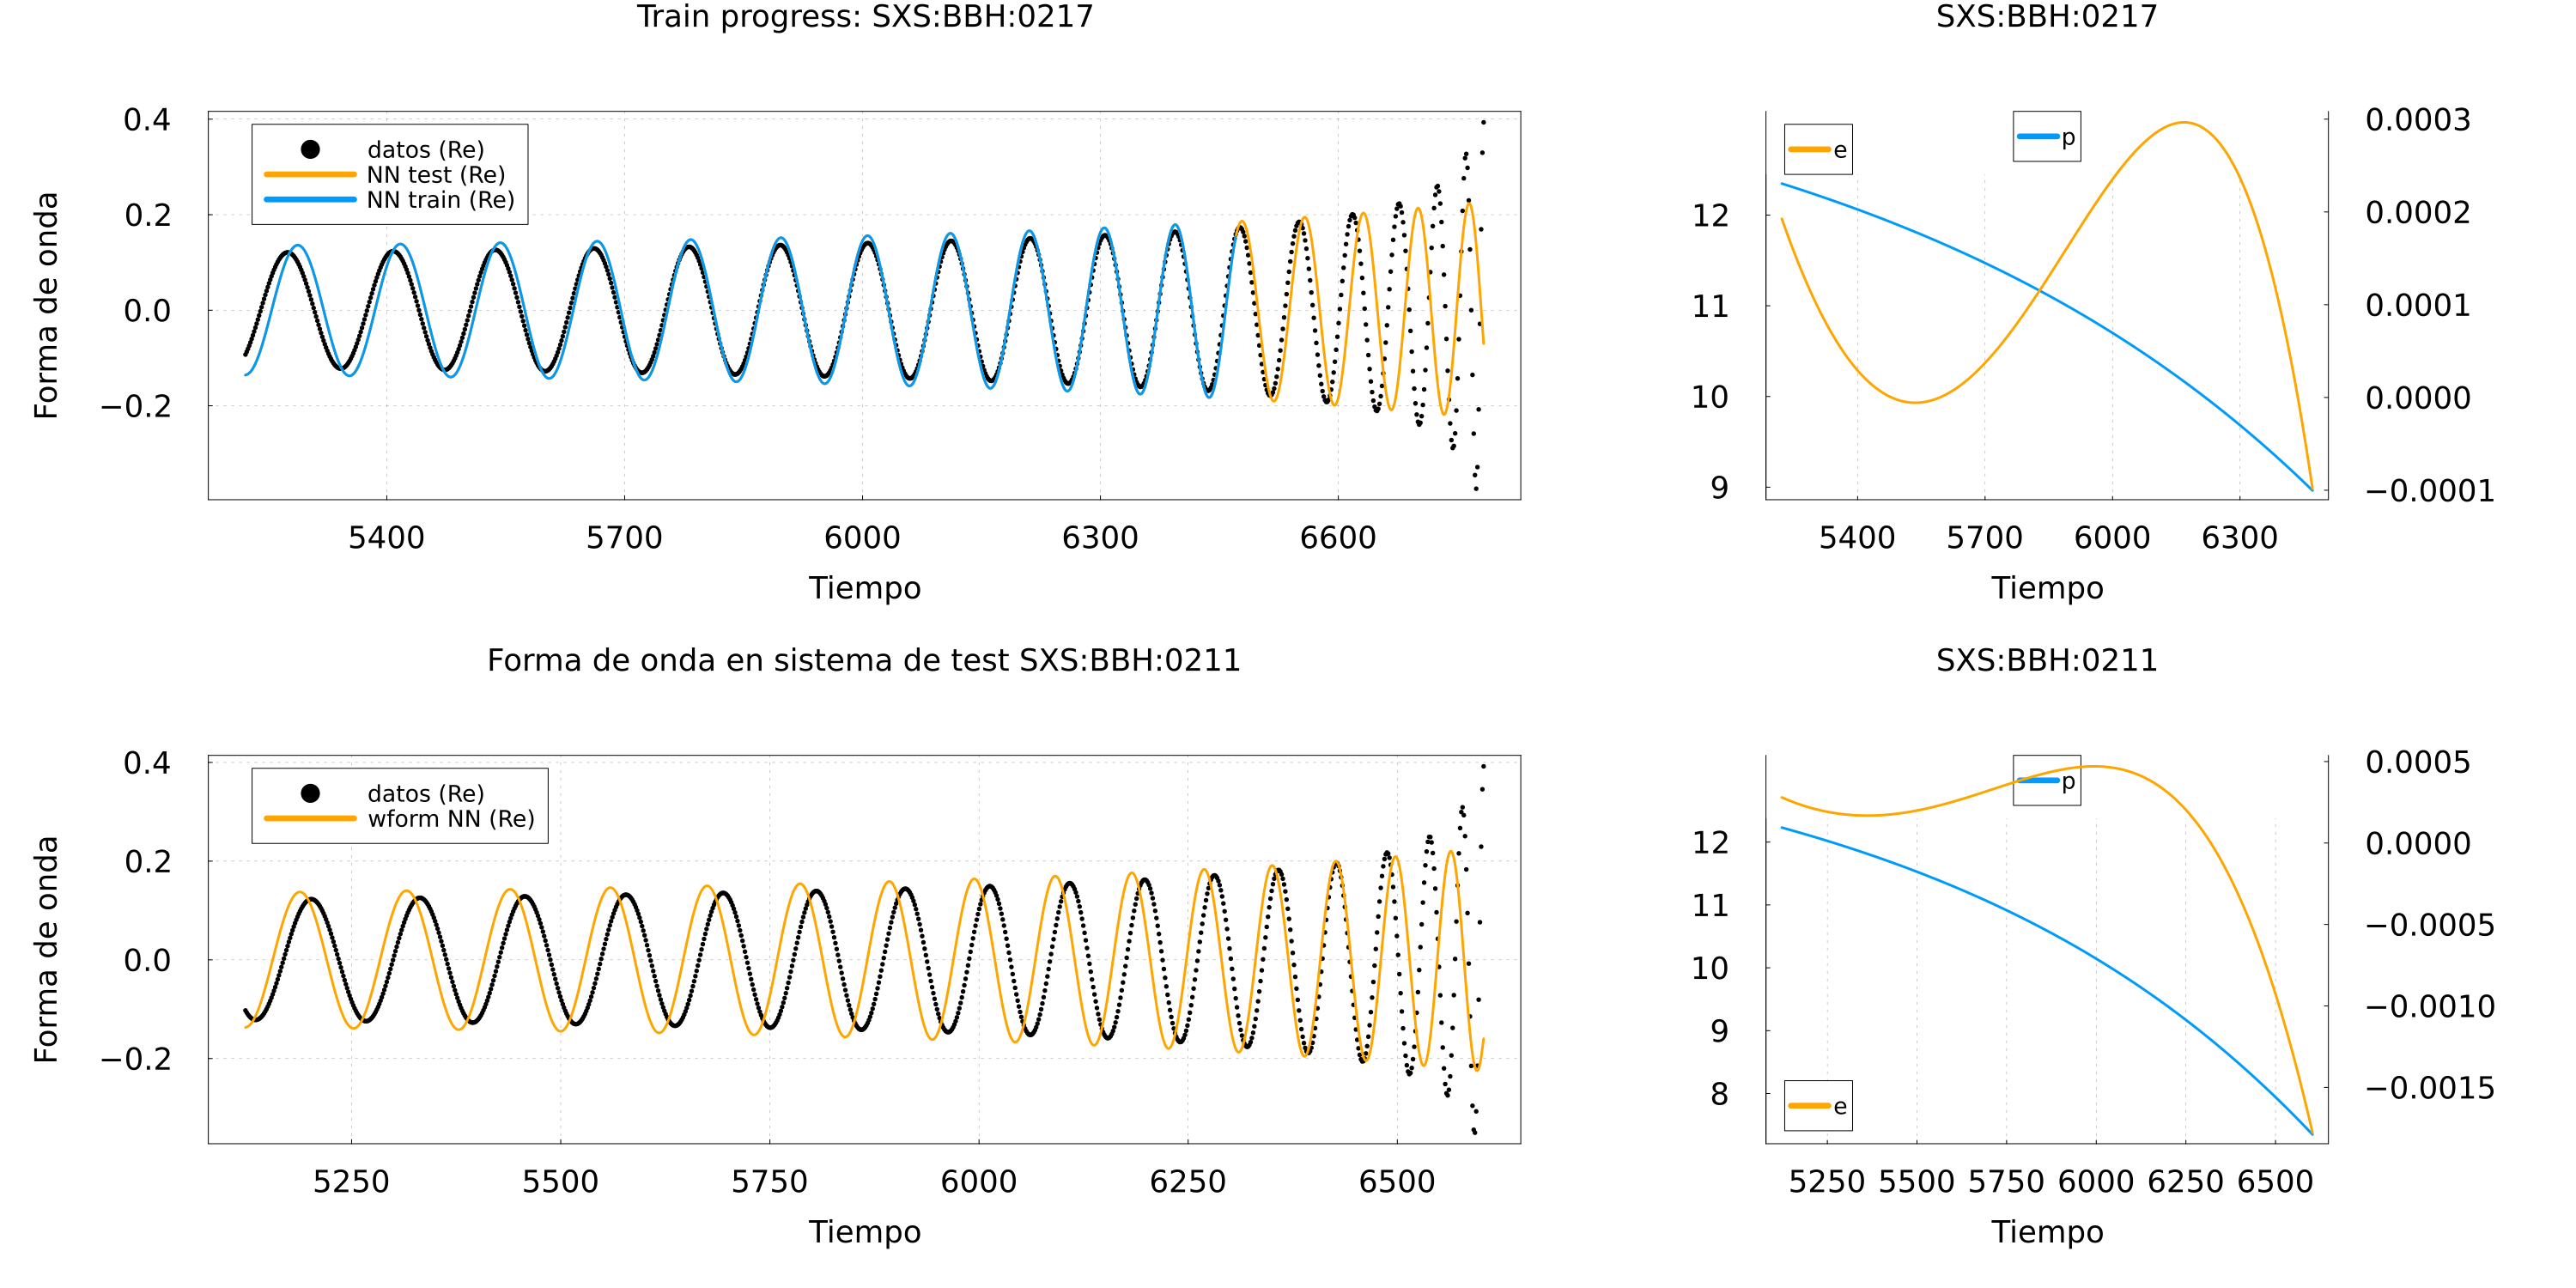 Train progress: SXS:BBH:0217
0.4
0.2
0.0
−0.2
Forma de onda
datos (Re)
NN test (Re)
NN train (Re)
5400 5700 6000 6300 6600
Tiempo
SXS:BBH:0217
12
11
10
9
e
p
0.0003
0.0002
0.0001
0.0000
−0.0001
5400 5700 6000 6300
Tiempo
Forma de onda en sistema de test SXS:BBH:0211
0.4
0.2
0.0
−0.2
Forma de onda
datos (Re)
wform NN (Re)
5250 5500 5750 6000 6250 6500
Tiempo
SXS:BBH:0211
12
11
10
9
8
p
e
0.0005
0.0000
−0.0005
−0.0010
−0.0015
5250 5500 5750 6000 6250 6500
Tiempo